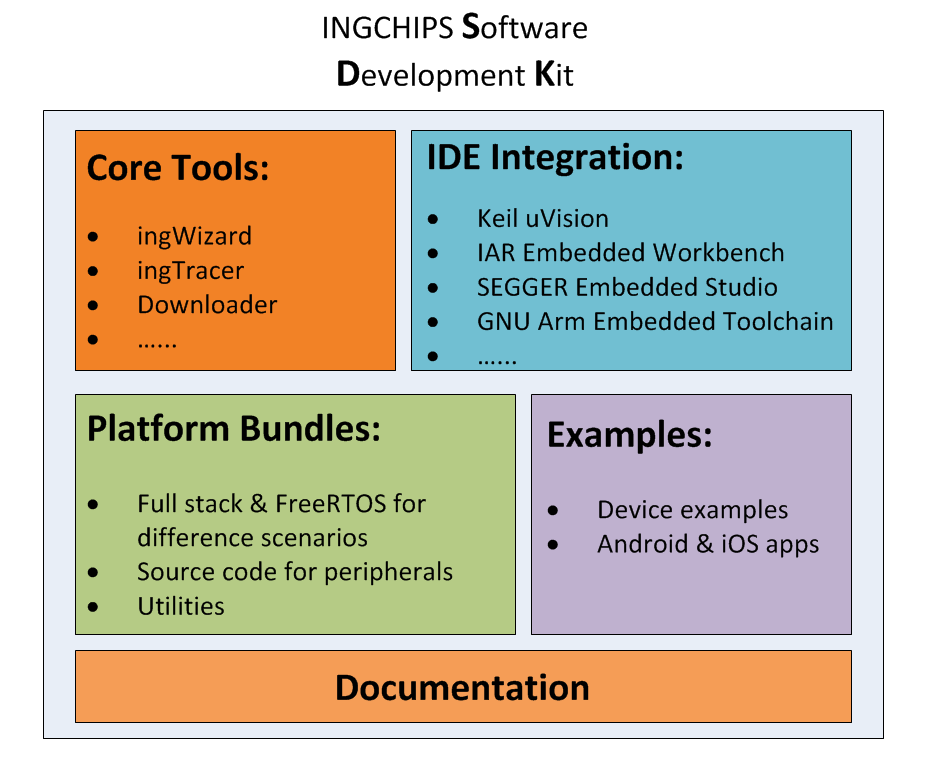 INGCHIPS Software
Development Kit
Core Tools:
• ingWizard
• ingTracer
• Downloader
• …...
IDE Integration:
• Keil uVision
• IAR Embedded Workbench
• SEGGER Embedded Studio
• GNU Arm Embedded Toolchain
• …...
Platform Bundles:
• Full stack & FreeRTOS for
difference scenarios
• Source code for peripherals
• Utilities
Examples:
• Device examples
• Android & iOS apps
Documentation